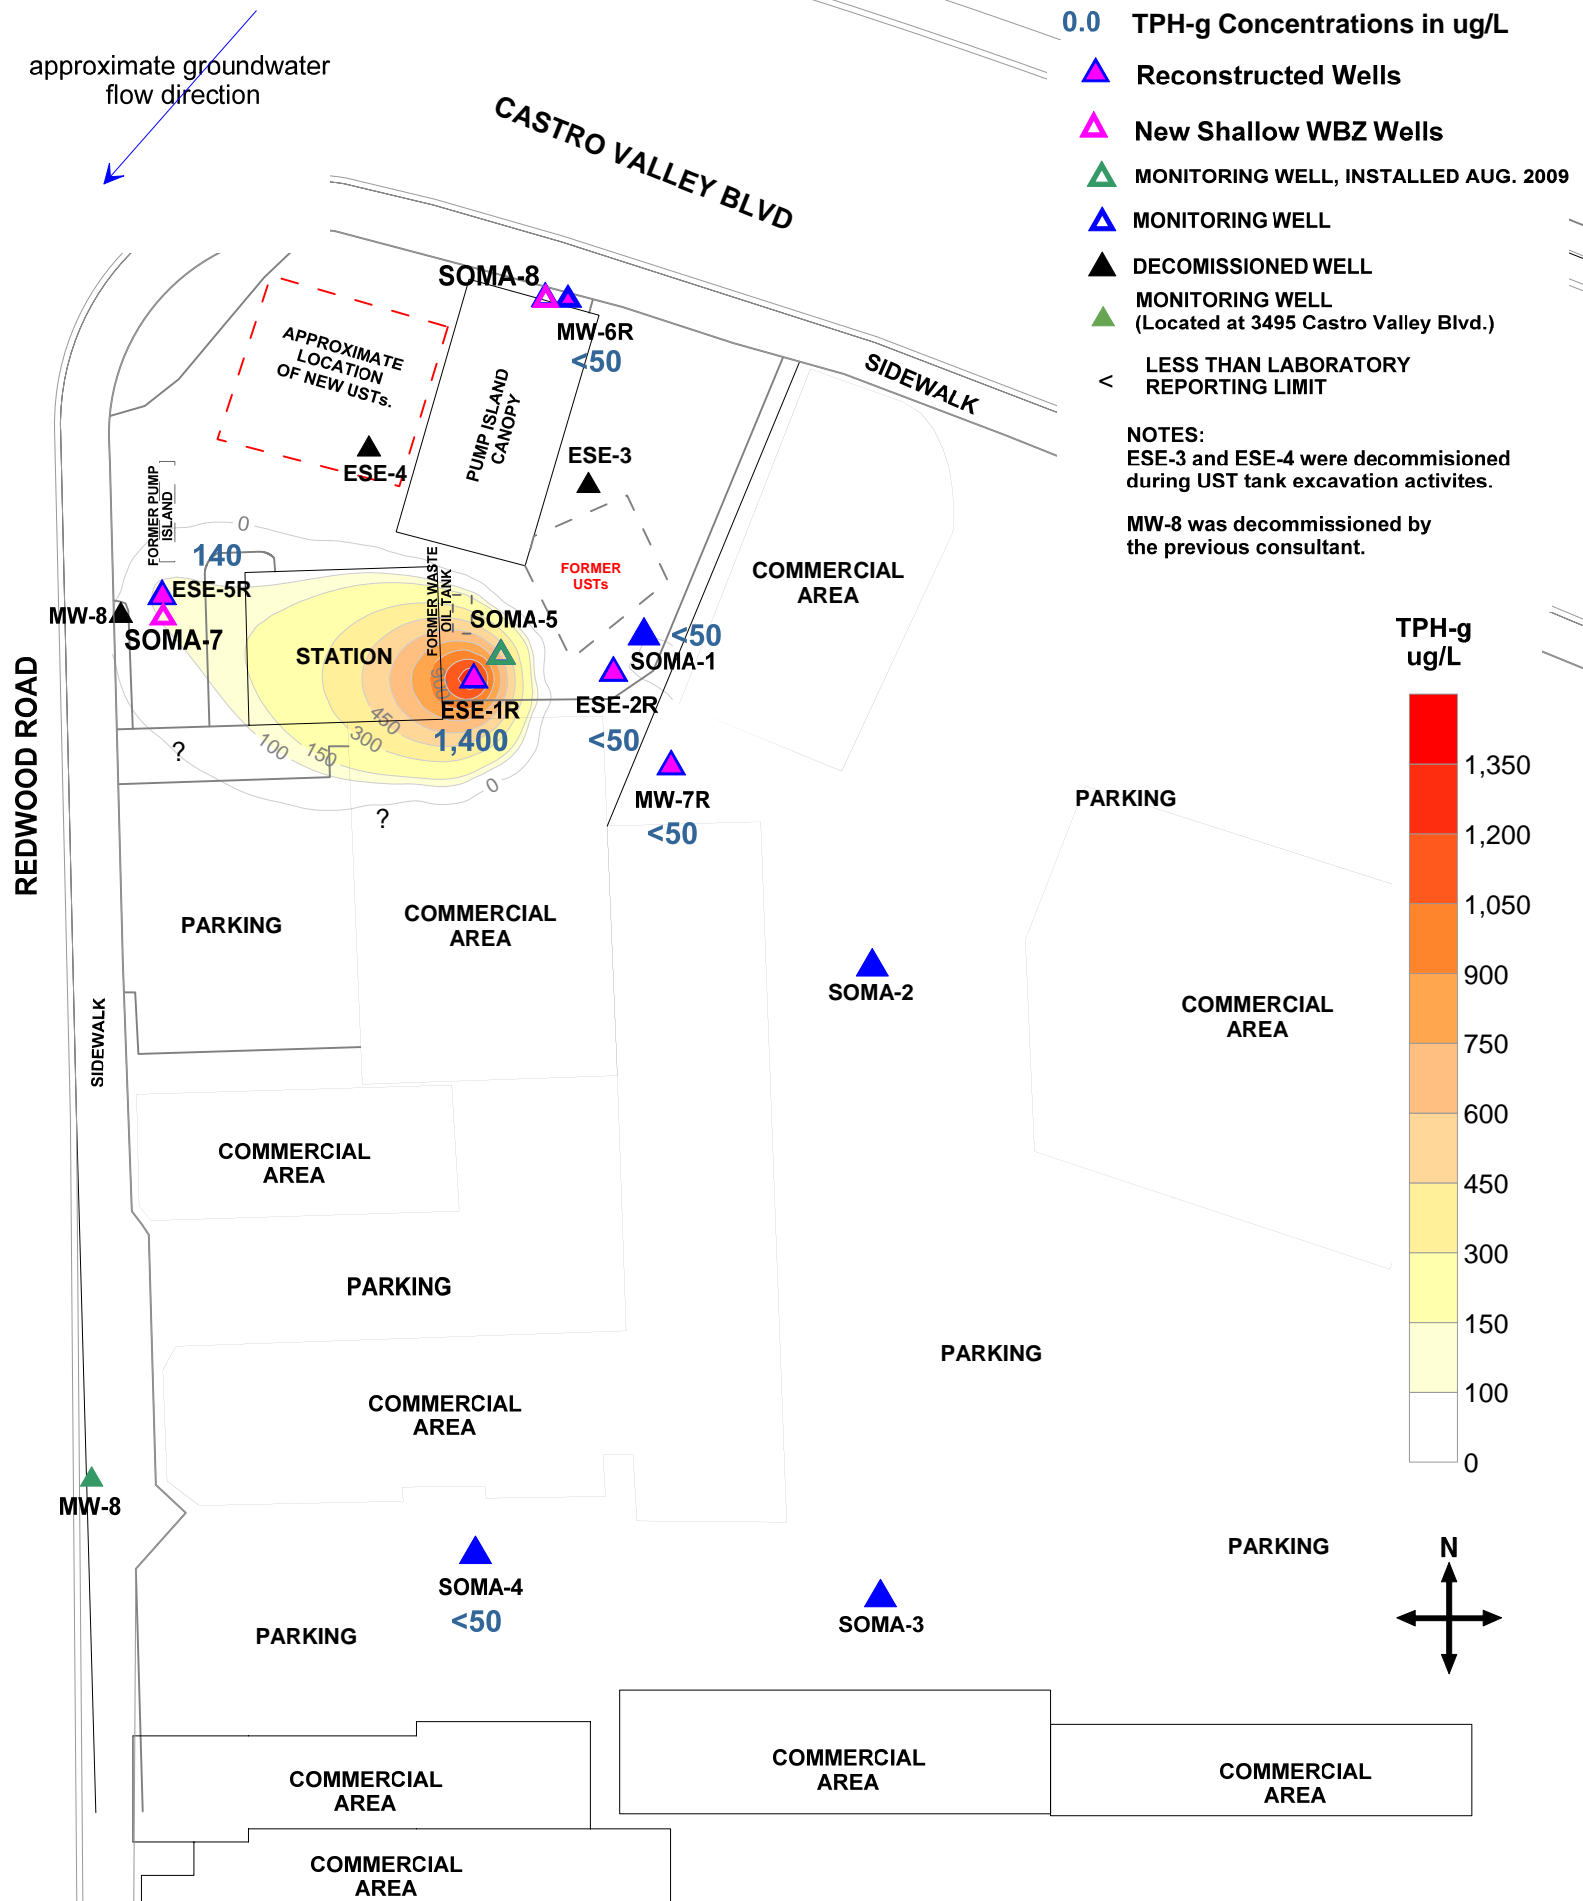 0.0 TPH-g Concentrations in ug/L
Reconstructed Wells
New Shallow WBZ Wells
MONITORING WELL, INSTALLED AUG. 2009
MONITORING WELL
DECOMISSIONED WELL
MONITORING WELL
(Located at 3495 Castro Valley Blvd.)
< LESS THAN LABORATORY
REPORTING LIMIT
NOTES:
ESE-3 and ESE-4 were decommisioned
during UST tank excavation activites.
MW-8 was decommissioned by
the previous consultant.
approximate groundwater
flow direction
CASTRO VALLEY BLVD
SIDEWALK
SOMA-8
MW-6R
<50
APPROXIMATE
LOCATION
OF NEW USTs.
PUMP ISLAND
CANOPY
ESE-4
ESE-3
FORMER PUMP
ISLAND
0
140
ESE-5R
MW-8
SOMA-7
FORMER WASTE
OIL TANK
FORMER
USTs
SOMA-5
STATION
<50
SOMA-1
COMMERCIAL
AREA
900
ESE-1R
1,400
ESE-2R
<50
450
300
150
100
0
?
?
MW-7R
<50
REDWOOD ROAD
SIDEWALK
PARKING
COMMERCIAL
AREA
PARKING
SOMA-2
COMMERCIAL
AREA
COMMERCIAL
AREA
PARKING
PARKING
COMMERCIAL
AREA
MW-8
SOMA-4
<50
SOMA-3
PARKING
PARKING
COMMERCIAL
AREA
COMMERCIAL
AREA
COMMERCIAL
AREA
COMMERCIAL
AREA
TPH-g
ug/L
1,350
1,200
1,050
900
750
600
450
300
150
100
0
N